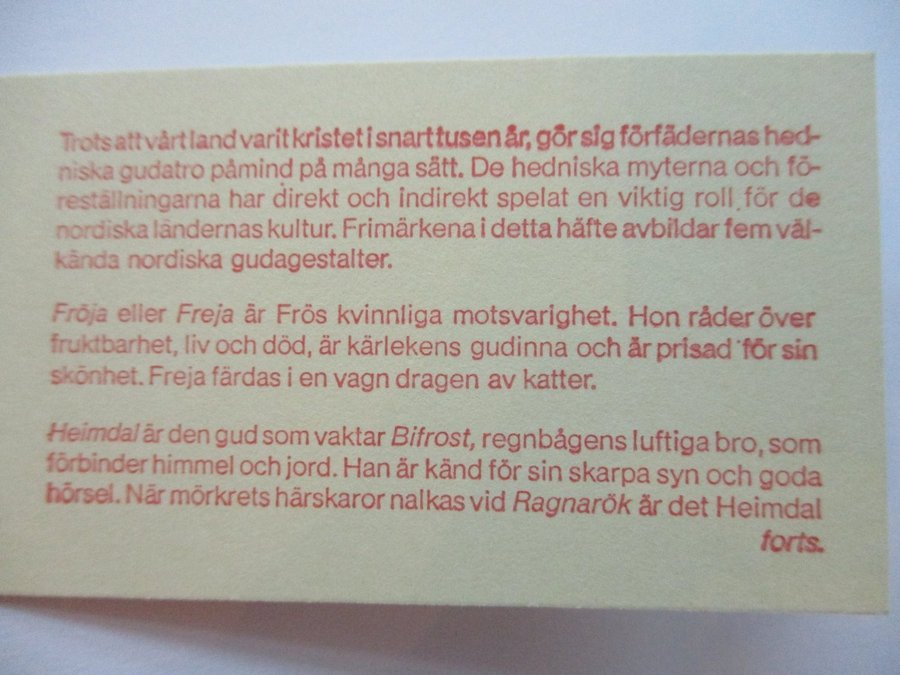 Trots att vårt land varit kristet i snart tusen år, gör sig förfädernas hed-
niska gudatro påmind på många sätt. De hedniska myterna och fö-
reställningarna har direkt och indirekt spelat en viktig roll för de
nordiska ländernas kultur. Frimärkena i detta häfte avbildar fem väl-
kända nordiska gudagestalter.
Fröja eller Freja är Frös kvinnliga motsvarighet. Hon råder över
fruktbarhet, liv och död, är kärlekens gudinna och är prisad för sin
skönhet. Freja färdas i en vagn dragen av katter.
Heimdal är den gud som vaktar Bifrost, regnbågens luftiga bro, som
förbinder himmel och jord. Han är känd för sin skarpa syn och goda
hörsel. När mörkrets härskaror nalkas vid Ragnarök är det Heimdal
forts.